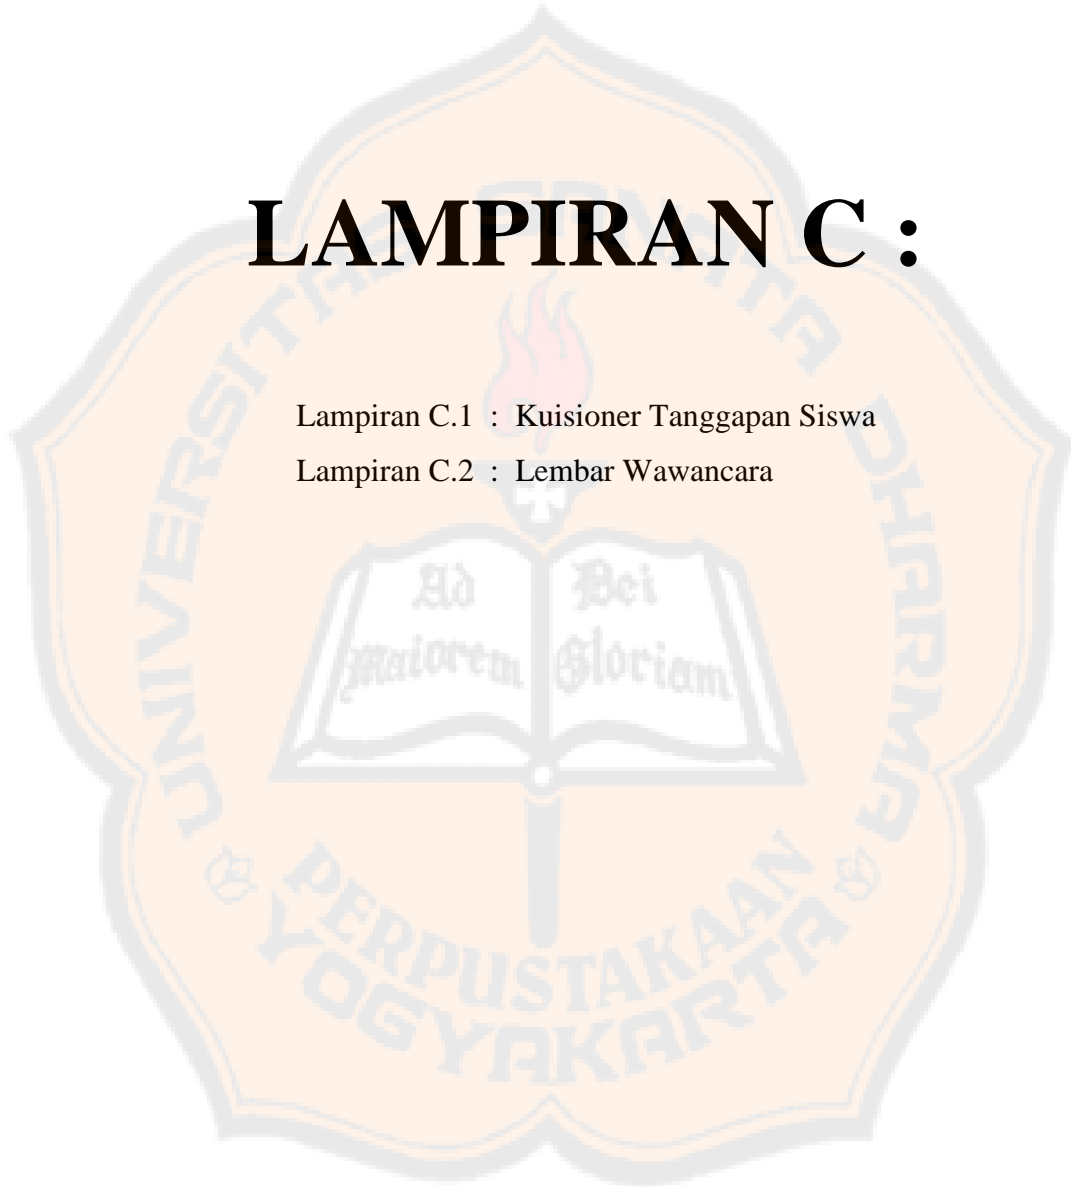 LAMPIRAN C :
Lampiran C.1 : Kuisioner Tanggapan Siswa
Lampiran C.2 : Lembar Wawancara
UNIVERSITAS SANATA DHARMA
Ad Dei
maiorem Gloriam
PERPUSTAKAAN
YOGYAKARTA